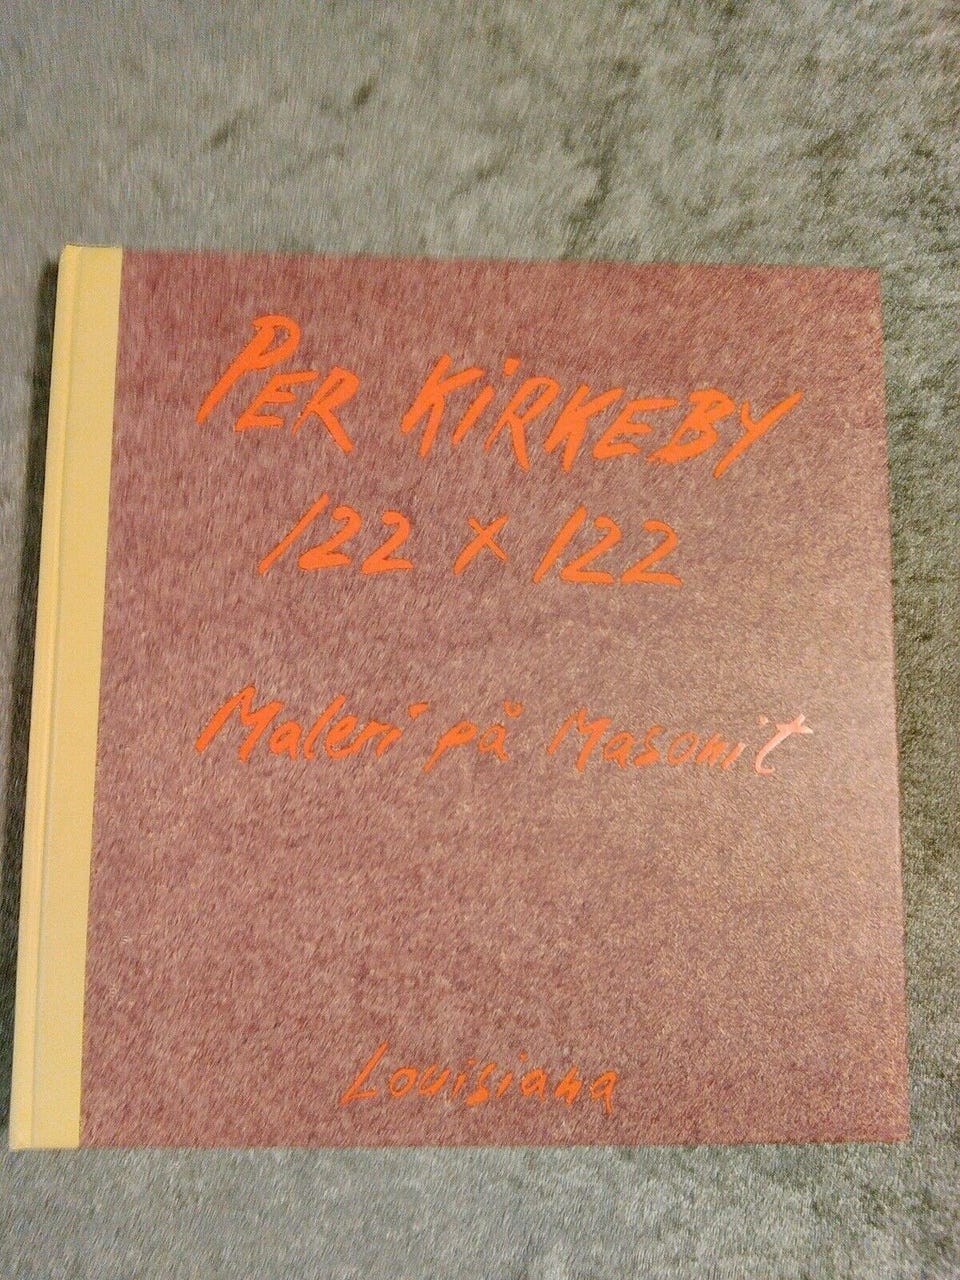 PER KiRKEBY
122 x 122
Maleri på Masonit
Louisiana